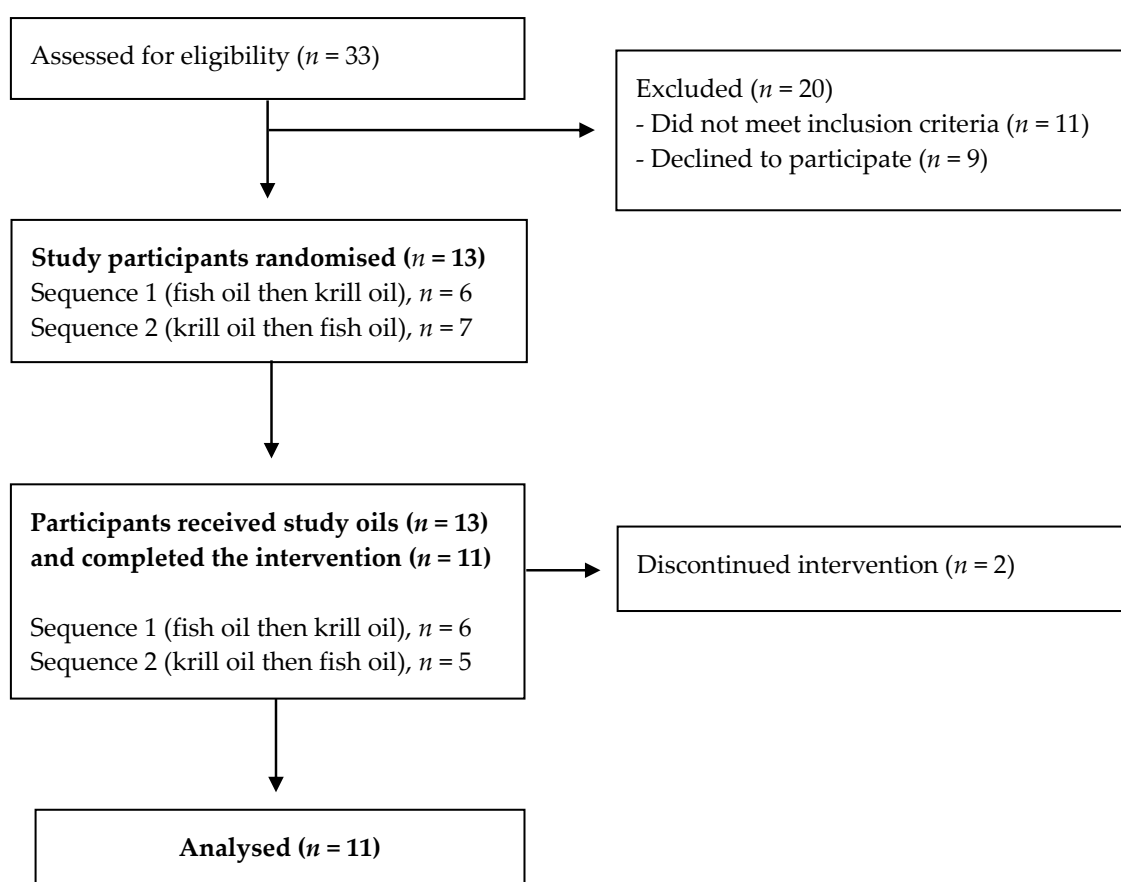 Assessed for eligibility (n = 33)
Excluded (n = 20)
- Did not meet inclusion criteria (n = 11)
- Declined to participate (n = 9)
Study participants randomised (n = 13)
Sequence 1 (fish oil then krill oil), n = 6
Sequence 2 (krill oil then fish oil), n = 7
Participants received study oils (n = 13)
and completed the intervention (n = 11)
Sequence 1 (fish oil then krill oil), n = 6
Sequence 2 (krill oil then fish oil), n = 5
Discontinued intervention (n = 2)
Analysed (n = 11)